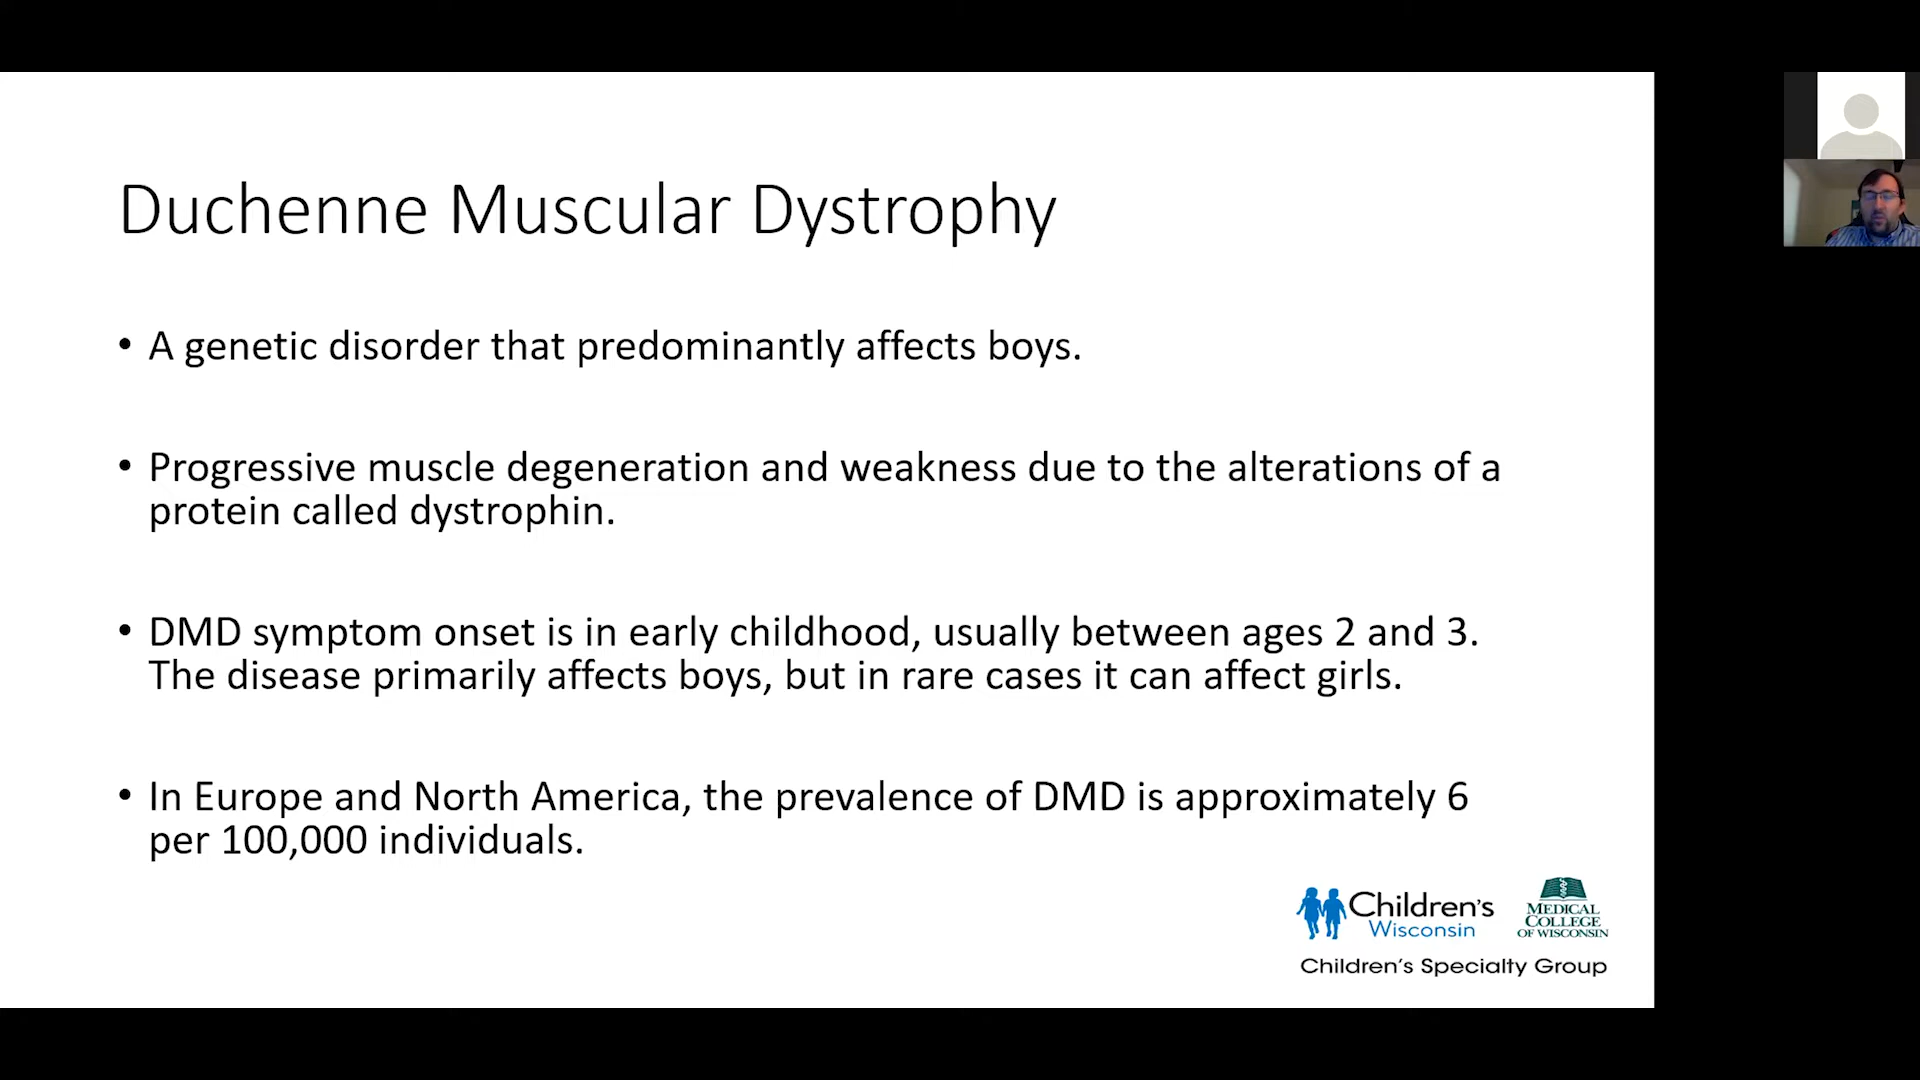 Duchenne Muscular Dystrophy
• A genetic disorder that predominantly affects boys.
• Progressive muscle degeneration and weakness due to the alterations of a
protein called dystrophin.
• DMD symptom onset is in early childhood, usually between ages 2 and 3.
The disease primarily affects boys, but in rare cases it can affect girls.
• In Europe and North America, the prevalence of DMD is approximately 6
per 100,000 individuals.
Children's
Wisconsin
MEDICAL
COLLEGE
OF WISCONSIN
Children's Specialty Group